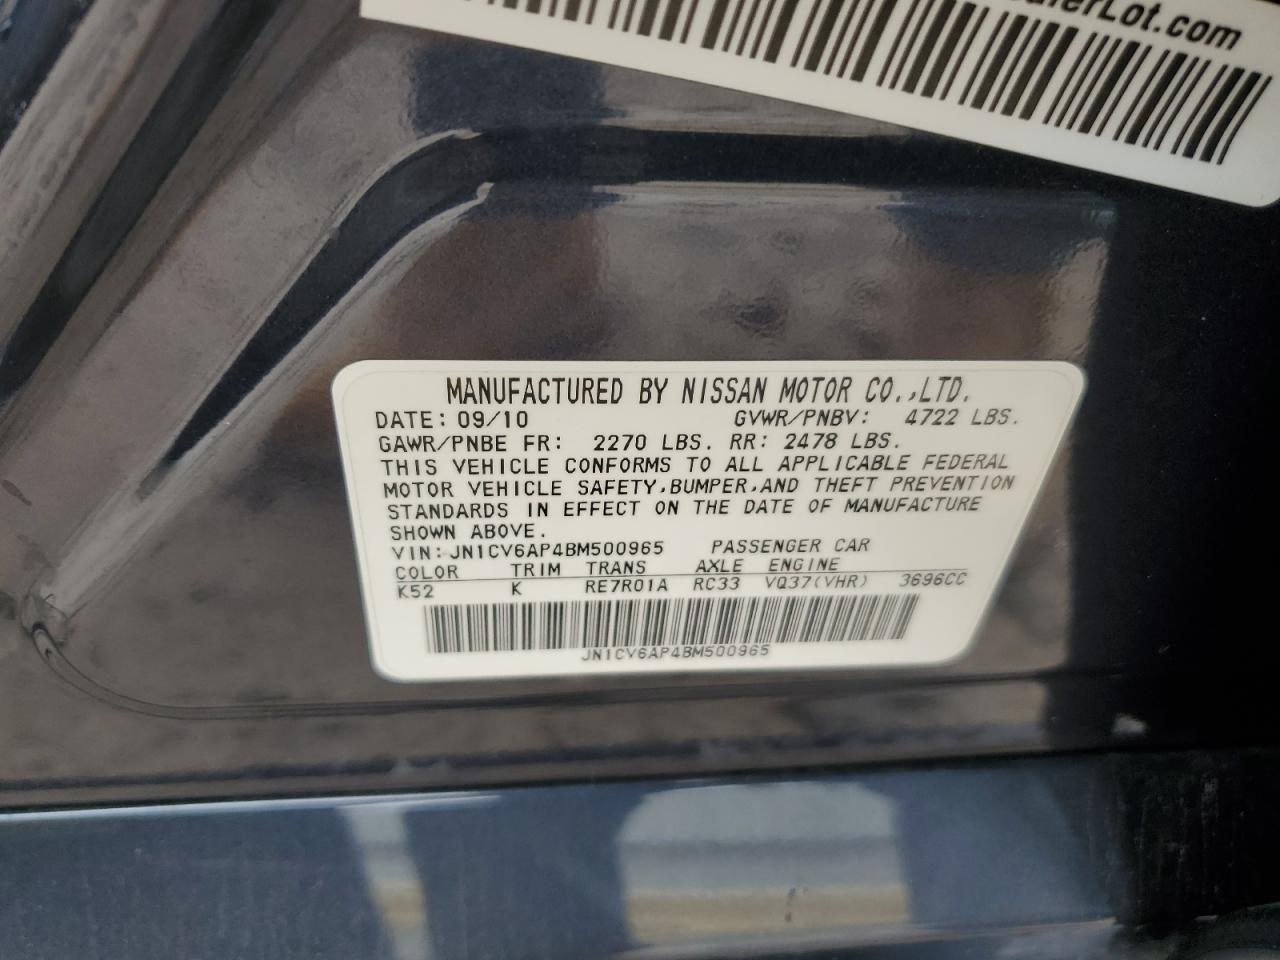 Lot.com
MANUFACTURED BY NISSAN MOTOR CO.,LTD.
DATE: 09/10 GVWR/PNBV: 4722 LBS.
GAWR/PNBE FR: 2270 LBS. RR: 2478 LBS.
THIS VEHICLE CONFORMS TO ALL APPLICABLE FEDERAL
MOTOR VEHICLE SAFETY,BUMPER,AND THEFT PREVENTION
STANDARDS IN EFFECT ON THE DATE OF MANUFACTURE
SHOWN ABOVE.
VIN: JN1CV6AP4BM500965 PASSENGER CAR
COLOR TRIM TRANS AXLE ENGINE
K52 K RE7R01A RC33 VQ37(VHR) 3696CC
JN1CV6AP4BM500965